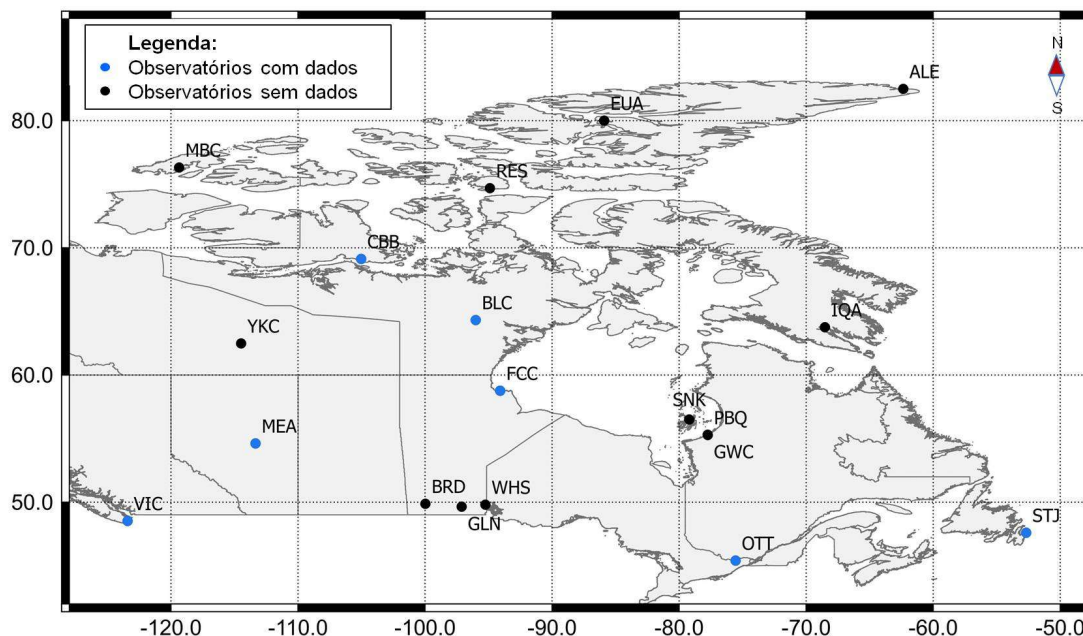 Legenda:
Observatórios com dados
Observatórios sem dados
N
S
ALE
EUA
80.0
MBC
RES
70.0
CBB
BLC
IQA
YKC
60.0
FCC
SNK
PBQ
MEA
GWC
50.0
BRD
WHS
VIC
GLN
STJ
OTT
-120.0
-110.0
-100.0
-90.0
-80.0
-70.0
-60.0
-50.0